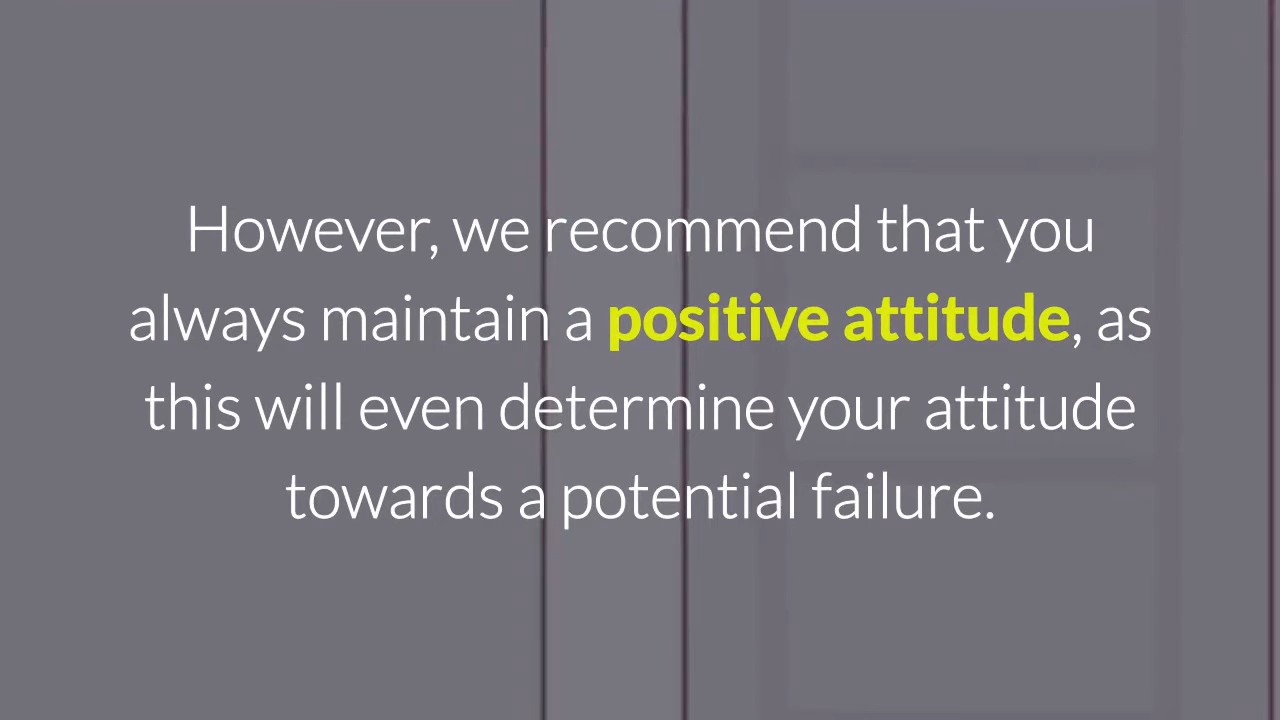 However, we recommend that you
always maintain a positive attitude, as
this will even determine your attitude
towards a potential failure.